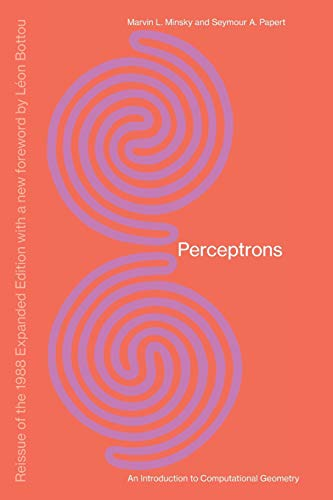 Marvin L. Minsky and Seymour A. Papert
Reissue of the 1988 Expanded Edition with a new foreword by Léon Bottou
Perceptrons
An Introduction to Computational Geometry